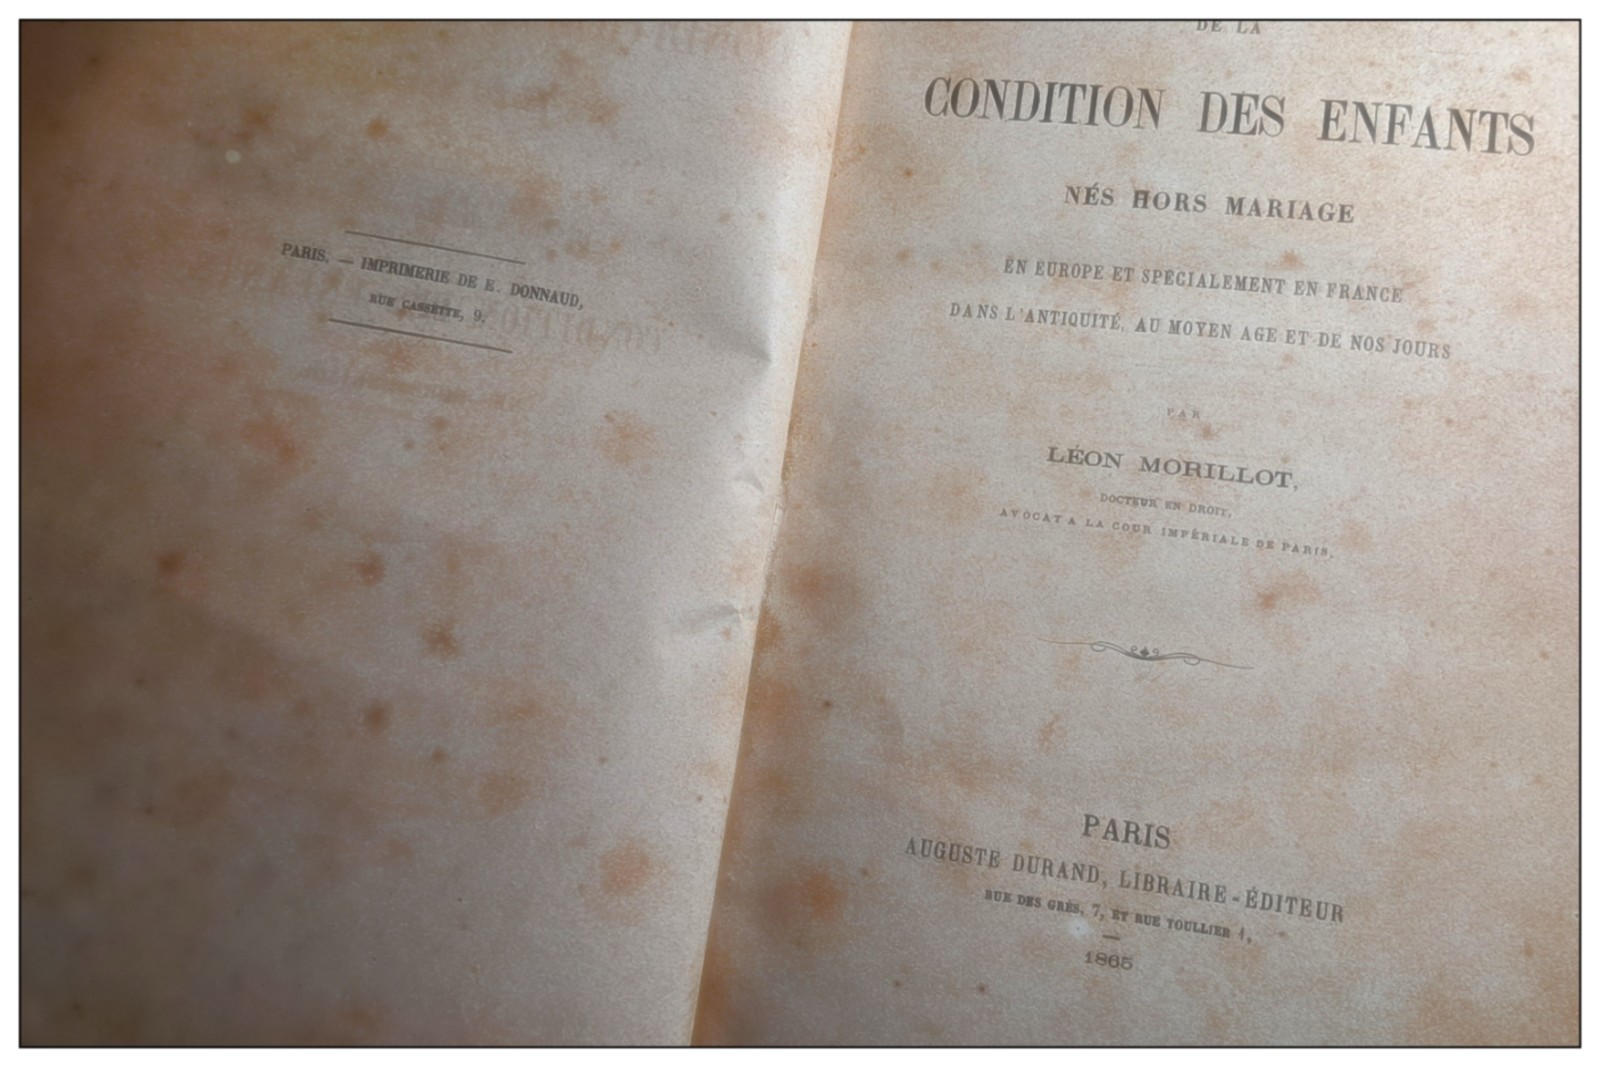 PARIS. — IMPRIMERIE DE E. DONNAUD,
RUE CASSETTE, 9.
DE LA
CONDITION DES ENFANTS
NÉS HORS MARIAGE
EN EUROPE ET SPÉCIALEMENT EN FRANCE
DANS L'ANTIQUITÉ, AU MOYEN AGE ET DE NOS JOURS
PAR
LÉON MORILLOT,
DOCTEUR EN DROIT,
AVOCAT A LA COUR IMPÉRIALE DE PARIS.
PARIS
AUGUSTE DURAND, LIBRAIRE-ÉDITEUR
RUE DES GRÈS, 7, ET RUE TOULLIER 1,
1865